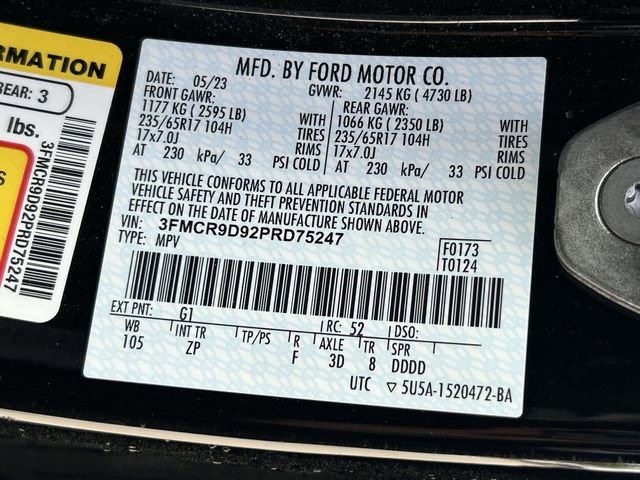 MFD. BY FORD MOTOR CO.
DATE: 05/23 GVWR: 2145 KG ( 4730 LB)
FRONT GAWR: REAR GAWR:
1177 KG ( 2595 LB) WITH 1066 KG ( 2350 LB) WITH
235/65R17 104H TIRES 235/65R17 104H TIRES
17x7.0J RIMS 17x7.0J RIMS
AT 230 kPa/ 33 PSI COLD AT 230 kPa/ 33 PSI COLD
THIS VEHICLE CONFORMS TO ALL APPLICABLE FEDERAL MOTOR
VEHICLE SAFETY AND THEFT PREVENTION STANDARDS IN
EFFECT ON THE DATE OF MANUFACTURE SHOWN ABOVE.
VIN: 3FMCR9D92PRD75247
TYPE: MPV
F0173
T0124
EXT PNT: G1 RC: 52 DSO:
WB INT TR TP/PS R AXLE TR SPR
105 ZP F 3D 8 DDDD
UTC ▽ 5U5A-1520472-BA
ORMATION
REAR: 3
lbs.
S
3FMCR9D92PRD75247